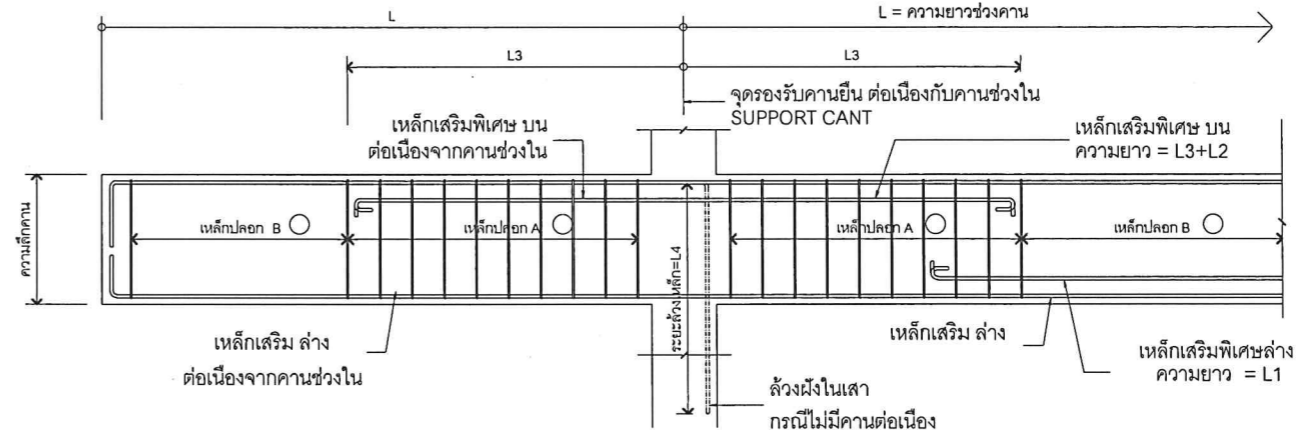 L
L = ความยาวช่วงคาน
L3
L3
จุดรองรับคานยืน ต่อเนื่องกับคานช่วงใน
SUPPORT CANT
เหล็กเสริมพิเศษ บน
ต่อเนื่องจากคานช่วงใน
เหล็กเสริมพิเศษ บน
ความยาว = L3+L2
ความลึกคาน
เหล็กปลอก B
เหล็กปลอก A
ระยะล้วงเหล็ก=L4
เหล็กปลอก A
เหล็กปลอก B
เหล็กเสริม ล่าง
ต่อเนื่องจากคานช่วงใน
เหล็กเสริม ล่าง
เหล็กเสริมพิเศษล่าง
ความยาว = L1
ล้วงฝังในเสา
กรณีไม่มีคานต่อเนื่อง